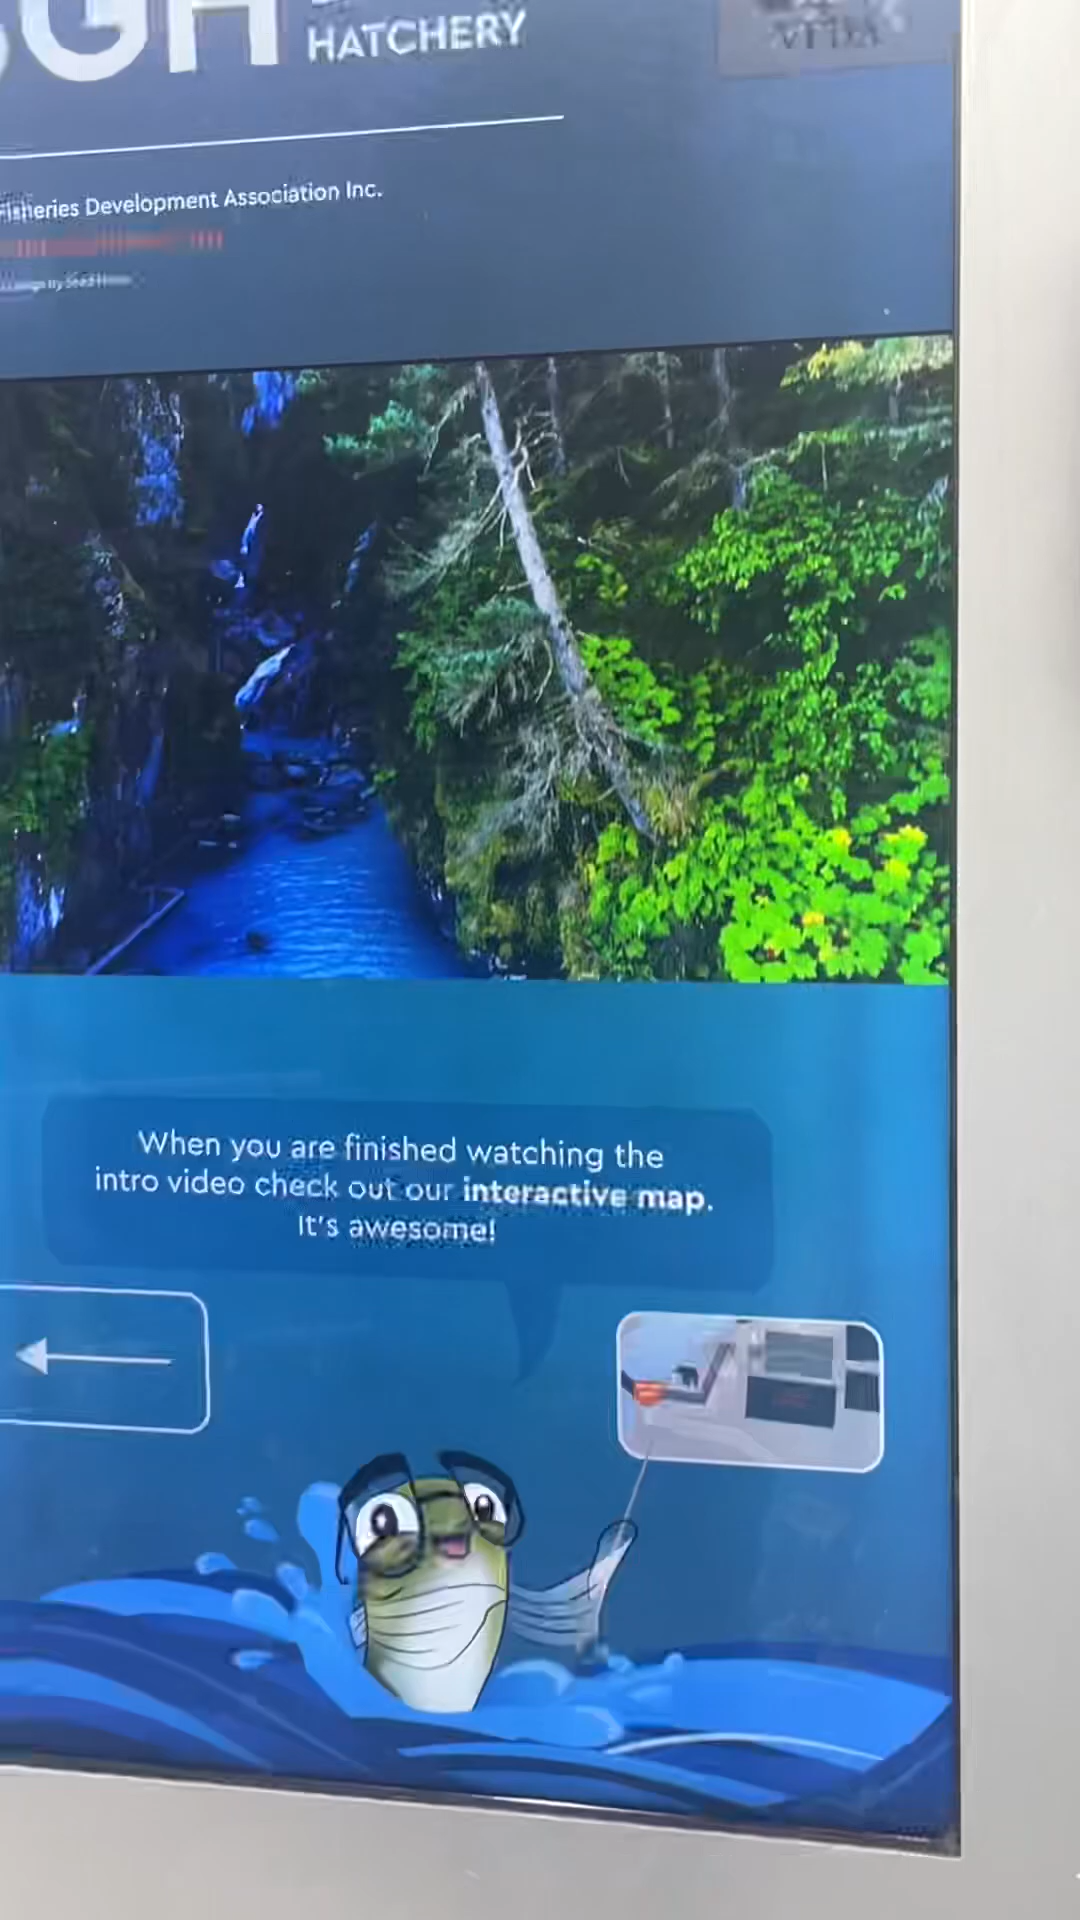 GH
HATCHERY
Fisheries Development Association Inc.
When you are finished watching the
intro video check out our interactive map.
It's awesome!